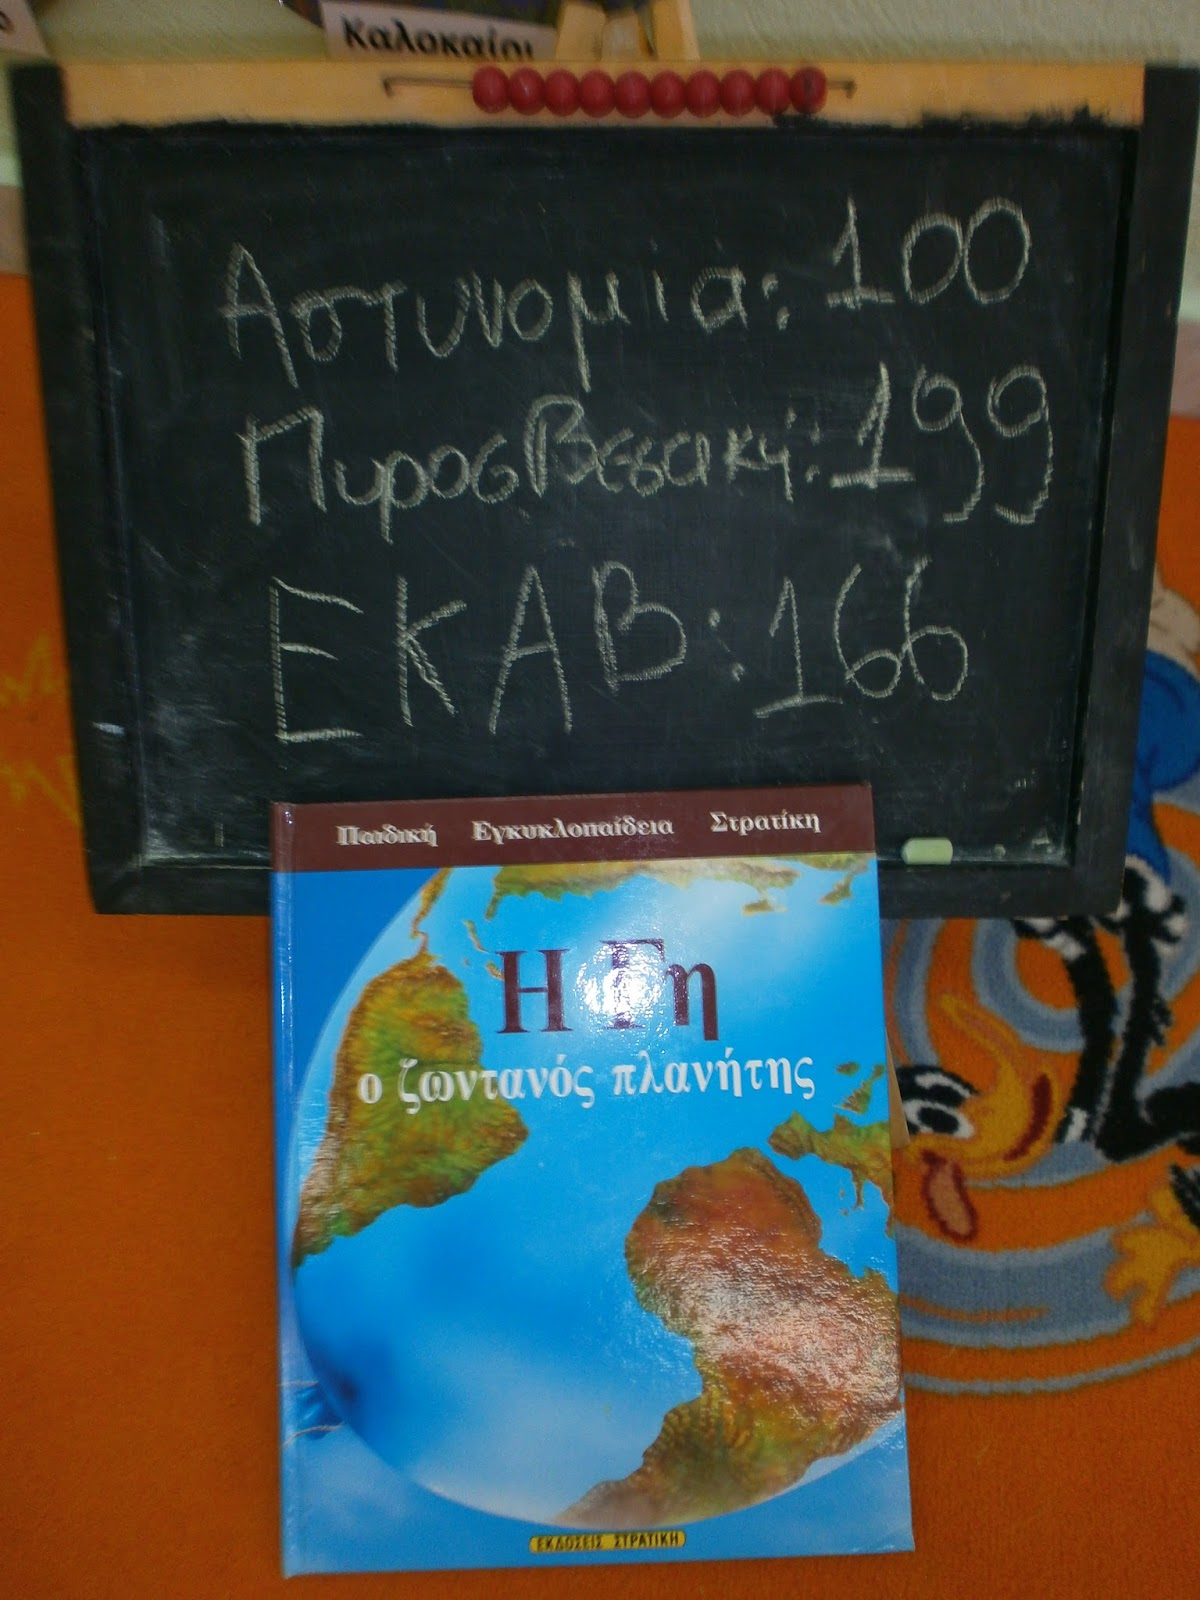 Καλοκαίρι
Αστυνομία: 100
Πυροσβεστική: 199
ΕΚΑΒ: 166
Παιδική Εγκυκλοπαίδεια Στρατίκη
Η Γη
ο ζωντανός πλανήτης
ΕΚΔΟΣΕΙΣ ΣΤΡΑΤΙΚΗ